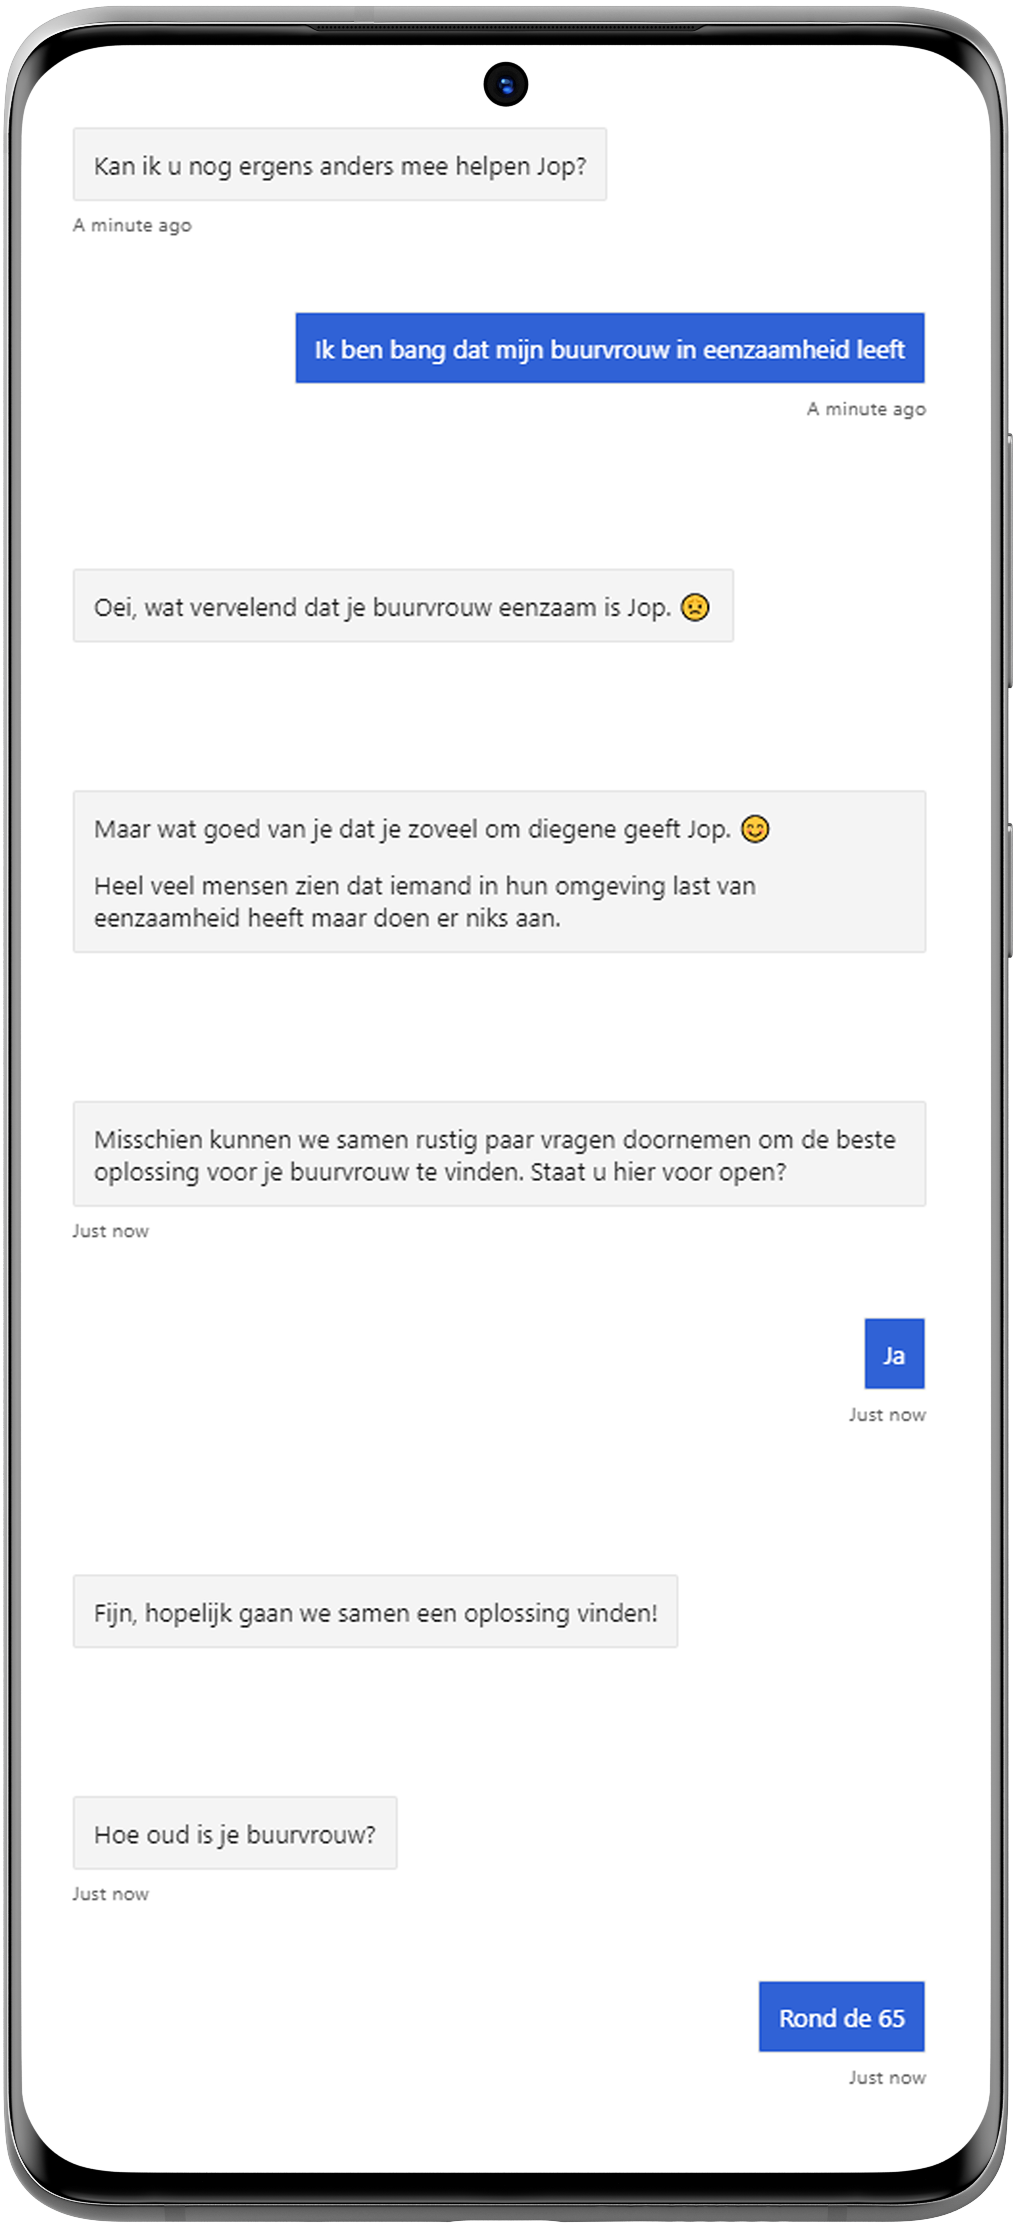 Kan ik u nog ergens anders mee helpen Jop?
A minute ago
Ik ben bang dat mijn buurvrouw in eenzaamheid leeft
A minute ago
Oei, wat vervelend dat je buurvrouw eenzaam is Jop. 😟
Maar wat goed van je dat je zoveel om diegene geeft Jop. 😊
Heel veel mensen zien dat iemand in hun omgeving last van
eenzaamheid heeft maar doen er niks aan.
Misschien kunnen we samen rustig paar vragen doornemen om de beste
oplossing voor je buurvrouw te vinden. Staat u hier voor open?
Just now
Ja
Just now
Fijn, hopelijk gaan we samen een oplossing vinden!
Hoe oud is je buurvrouw?
Just now
Rond de 65
Just now